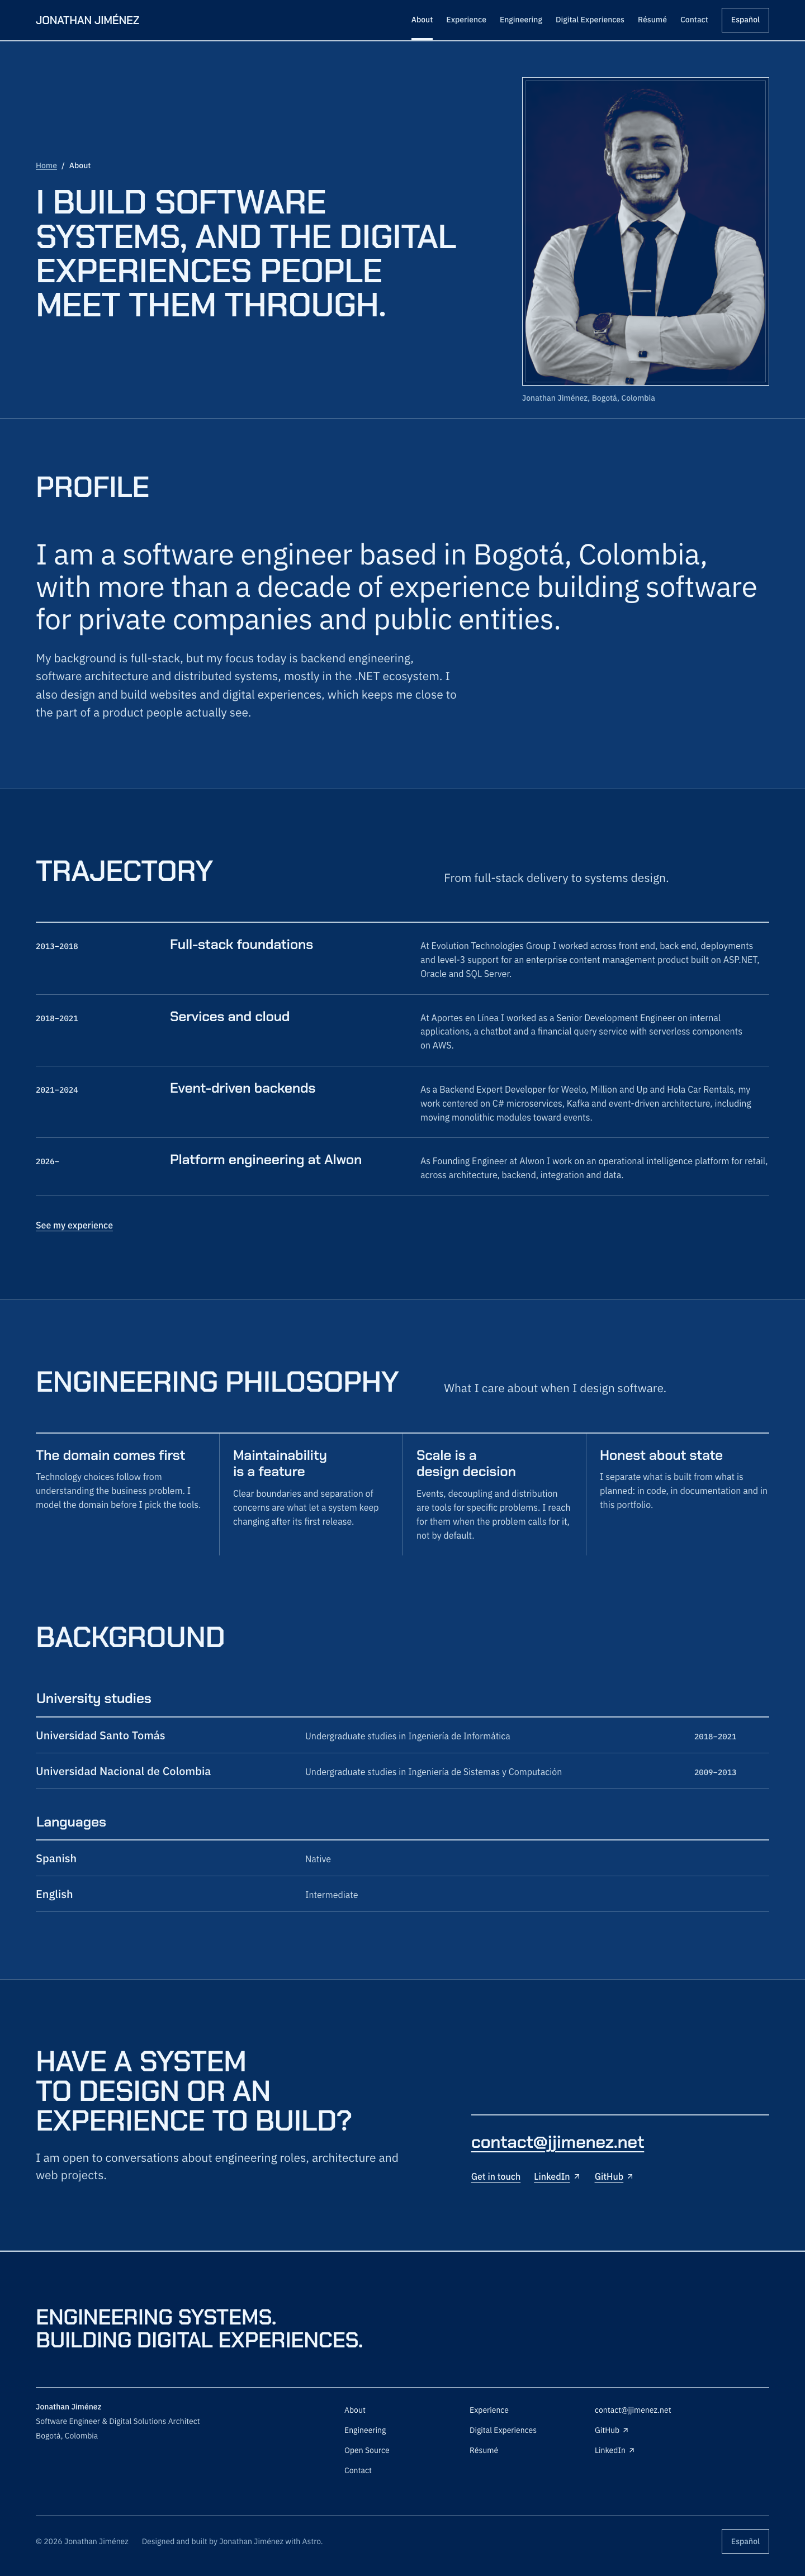 JONATHAN JIMÉNEZ
About Experience Engineering Digital Experiences Résumé Contact Español
Home / About
I BUILD SOFTWARE
SYSTEMS, AND THE DIGITAL
EXPERIENCES PEOPLE
MEET THEM THROUGH.
Jonathan Jiménez, Bogotá, Colombia
PROFILE
I am a software engineer based in Bogotá, Colombia,
with more than a decade of experience building software
for private companies and public entities.
My background is full-stack, but my focus today is backend engineering,
software architecture and distributed systems, mostly in the .NET ecosystem. I
also design and build websites and digital experiences, which keeps me close to
the part of a product people actually see.
TRAJECTORY
From full-stack delivery to systems design.
2013–2018
Full-stack foundations
At Evolution Technologies Group I worked across front end, back end, deployments
and level-3 support for an enterprise content management product built on ASP.NET,
Oracle and SQL Server.
2018–2021
Services and cloud
At Aportes en Línea I worked as a Senior Development Engineer on internal
applications, a chatbot and a financial query service with serverless components
on AWS.
2021–2024
Event-driven backends
As a Backend Expert Developer for Weelo, Million and Up and Hola Car Rentals, my
work centered on C# microservices, Kafka and event-driven architecture, including
moving monolithic modules toward events.
2026–
Platform engineering at Alwon
As Founding Engineer at Alwon I work on an operational intelligence platform for retail,
across architecture, backend, integration and data.
See my experience
ENGINEERING PHILOSOPHY
What I care about when I design software.
The domain comes first
Technology choices follow from
understanding the business problem. I
model the domain before I pick the tools.
Maintainability
is a feature
Clear boundaries and separation of
concerns are what let a system keep
changing after its first release.
Scale is a
design decision
Events, decoupling and distribution
are tools for specific problems. I reach
for them when the problem calls for it,
not by default.
Honest about state
I separate what is built from what is
planned: in code, in documentation and in
this portfolio.
BACKGROUND
University studies
Universidad Santo Tomás Undergraduate studies in Ingeniería de Informática 2018–2021
Universidad Nacional de Colombia Undergraduate studies in Ingeniería de Sistemas y Computación 2009–2013
Languages
Spanish Native
English Intermediate
HAVE A SYSTEM
TO DESIGN OR AN
EXPERIENCE TO BUILD?
I am open to conversations about engineering roles, architecture and
web projects.
contact@jjimenez.net
Get in touch LinkedIn ↗ GitHub ↗
ENGINEERING SYSTEMS.
BUILDING DIGITAL EXPERIENCES.
Jonathan Jiménez
Software Engineer & Digital Solutions Architect
Bogotá, Colombia
About
Engineering
Open Source
Contact
Experience
Digital Experiences
Résumé
contact@jjimenez.net
GitHub ↗
LinkedIn ↗
© 2026 Jonathan Jiménez Designed and built by Jonathan Jiménez with Astro. Español